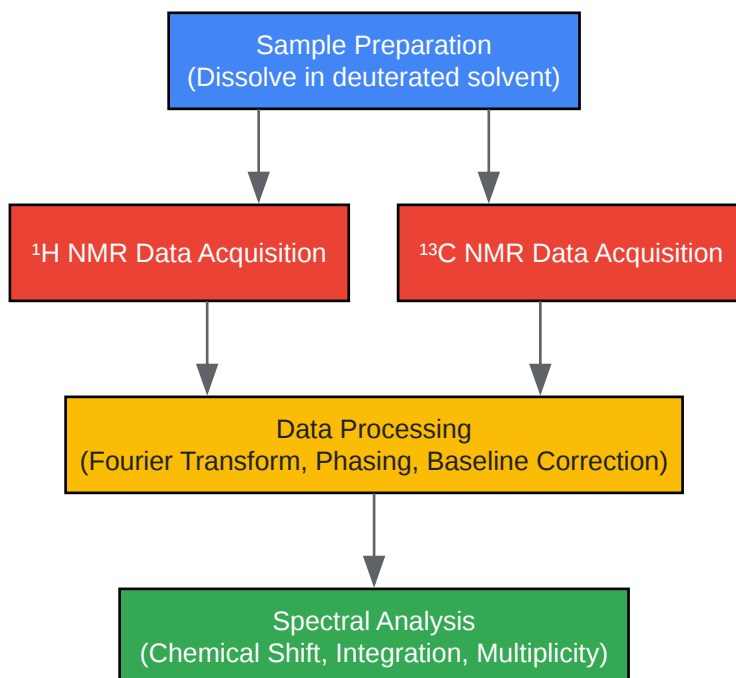 Sample Preparation
(Dissolve in deuterated solvent)
¹H NMR Data Acquisition
¹³C NMR Data Acquisition
Data Processing
(Fourier Transform, Phasing, Baseline Correction)
Spectral Analysis
(Chemical Shift, Integration, Multiplicity)